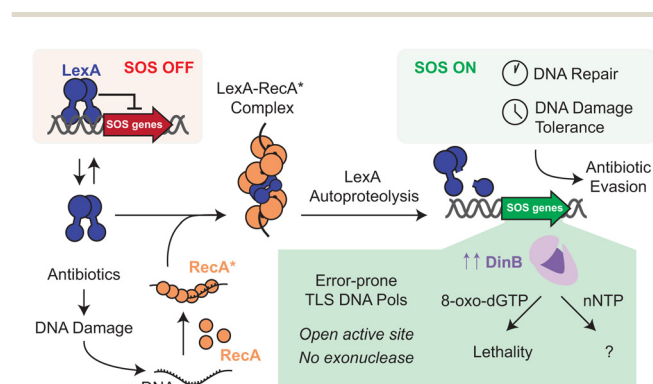 LexA
SOS OFF
SOS genes
LexA-RecA*
Complex
SOS ON
DNA Repair
DNA Damage
Tolerance
Antibiotic
Evasion
LexA
Autoproteolysis
SOS genes
Antibiotics
DNA Damage
RecA*
RecA
DNA
Error-prone
TLS DNA Pols
Open active site
No exonuclease
↑↑ DinB
8-oxo-dGTP
nNTP
Lethality
?